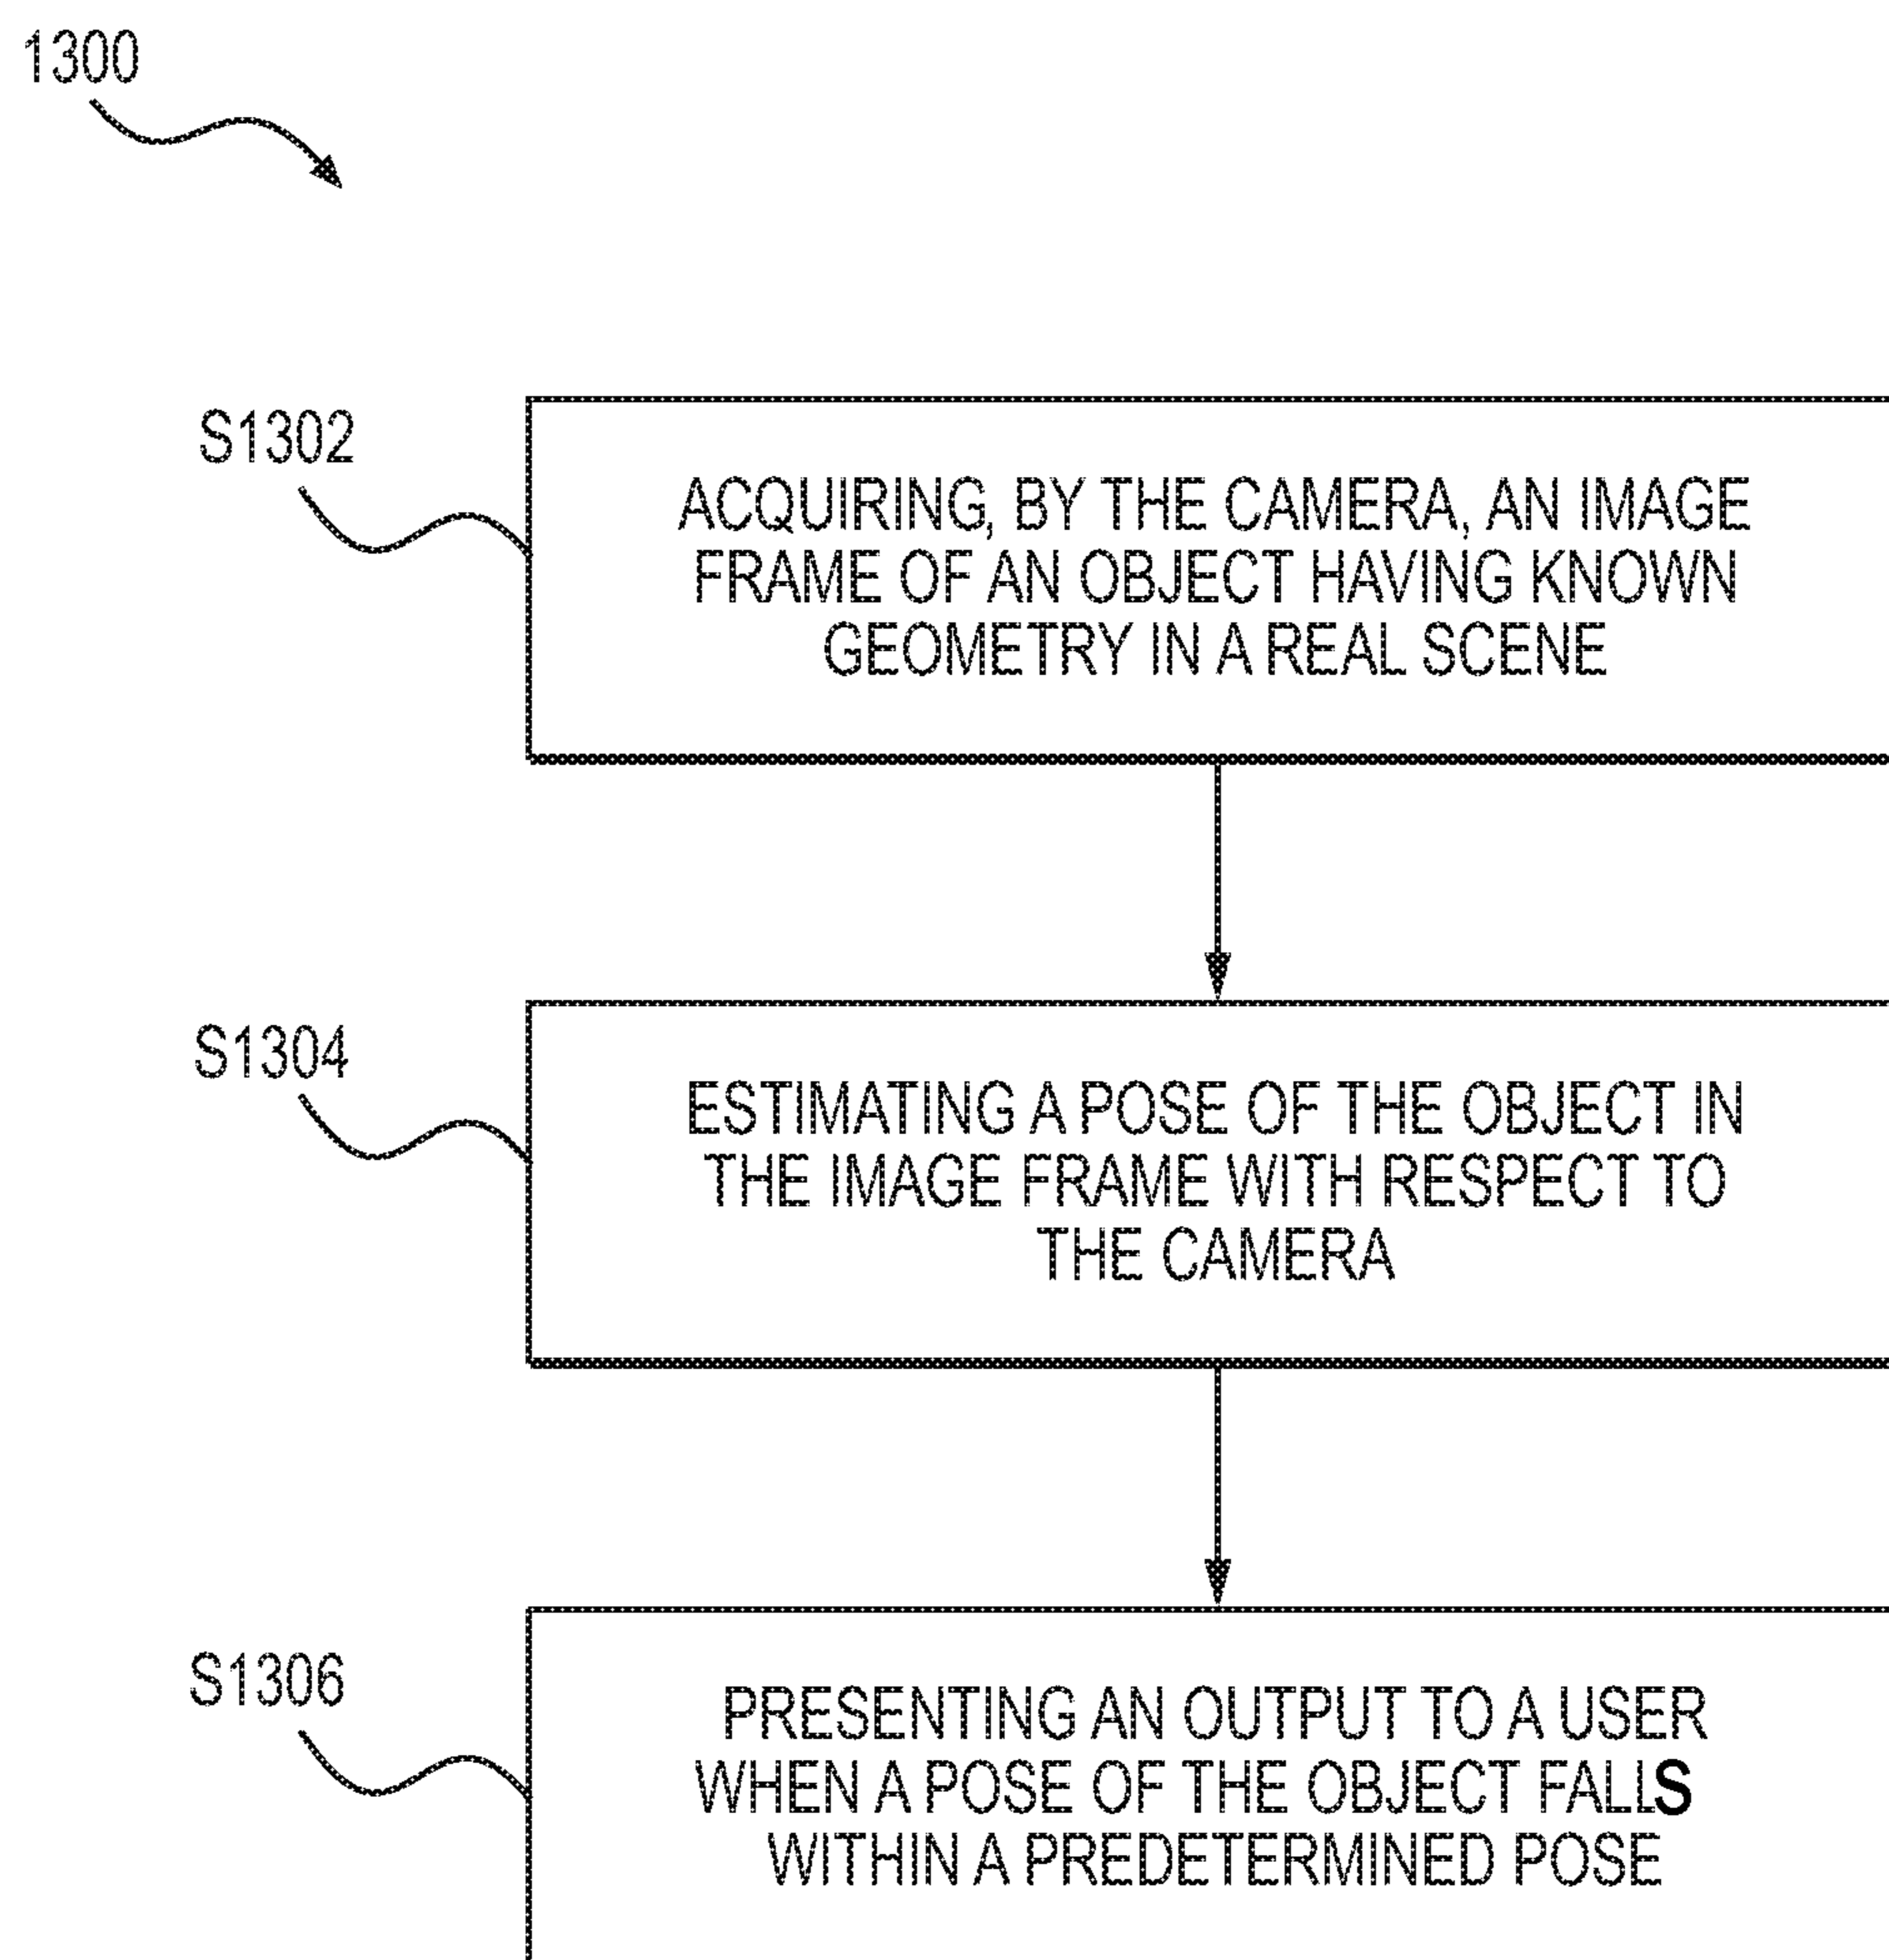 1300
S1302
ACQUIRING, BY THE CAMERA, AN IMAGE
FRAME OF AN OBJECT HAVING KNOWN
GEOMETRY IN A REAL SCENE
S1304
ESTIMATING A POSE OF THE OBJECT IN
THE IMAGE FRAME WITH RESPECT TO
THE CAMERA
S1306
PRESENTING AN OUTPUT TO A USER
WHEN A POSE OF THE OBJECT FALLS
WITHIN A PREDETERMINED POSE